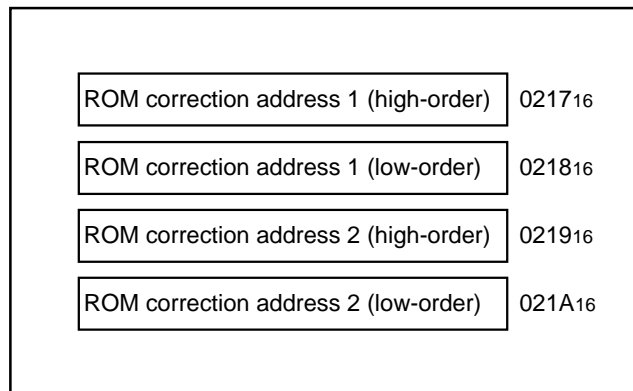 ROM correction address 1 (high-order) 0217₁₆
ROM correction address 1 (low-order) 0218₁₆
ROM correction address 2 (high-order) 0219₁₆
ROM correction address 2 (low-order) 021A₁₆